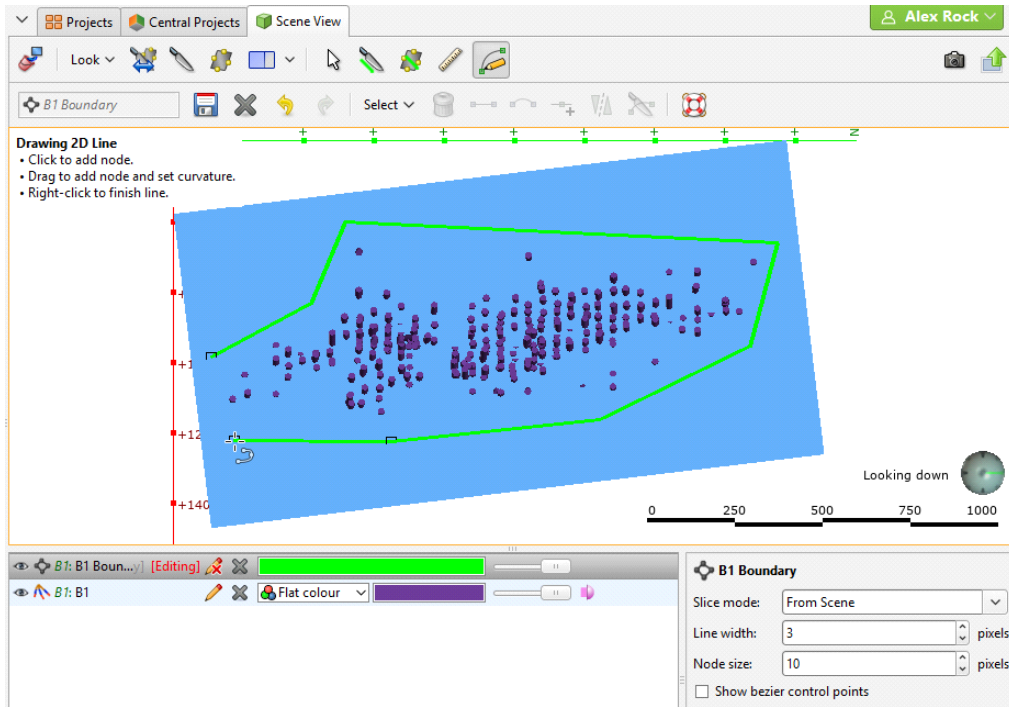 Projects
Central Projects
Scene View
Alex Rock
Look
B1 Boundary
Select
Drawing 2D Line
• Click to add node.
• Drag to add node and set curvature.
• Right-click to finish line.
+ + + + + + + + N
+
+1
+12
+140
Looking down
0 250 500 750 1000
B1: B1 Boun...y] [Editing]
B1: B1
Flat colour
B1 Boundary
Slice mode: From Scene
Line width: 3 pixels
Node size: 10 pixels
Show bezier control points